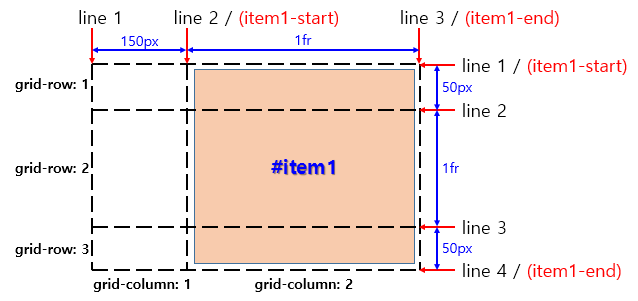 line 1
line 2 / (item1-start)
line 3 / (item1-end)
150px
1fr
line 1 / (item1-start)
grid-row: 1
50px
line 2
#item1
grid-row: 2
1fr
line 3
grid-row: 3
50px
line 4 / (item1-end)
grid-column: 1
grid-column: 2